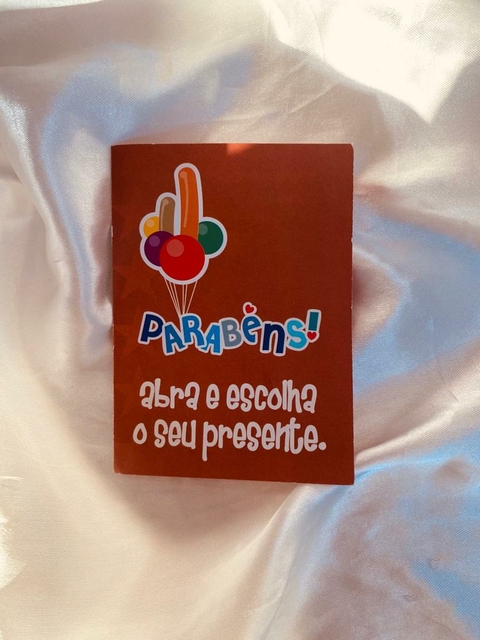 PARABÉNS!
abra e escolha
o seu presente.